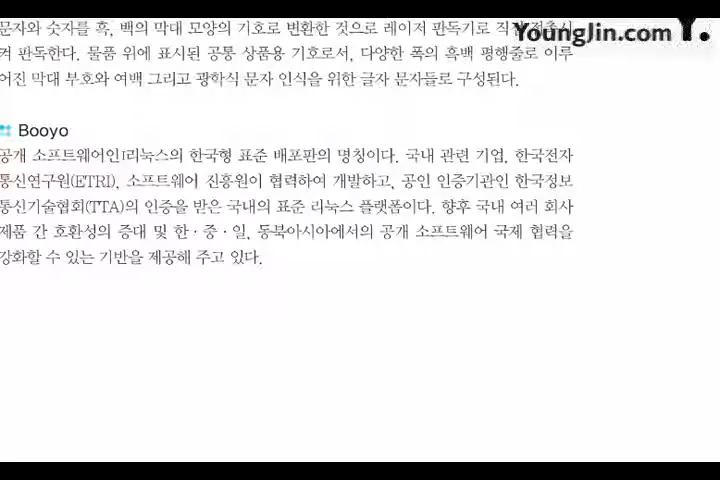 문자와 숫자를 흑, 백의 막대 모양의 기호로 변환한 것으로 레이저 판독기로 직접
YoungJin.com Y.
켜 판독한다. 물품 위에 표시된 공통 상품용 기호로서, 다양한 폭의 흑백 평행줄로 이루
어진 막대 부호와 여백 그리고 광학식 문자 인식을 위한 글자 문자들로 구성된다.
Booyo
공개 소프트웨어인 리눅스의 한국형 표준 배포판의 명칭이다. 국내 관련 기업, 한국전자
통신연구원(ETRI), 소프트웨어 진흥원이 협력하여 개발하고, 공인 인증기관인 한국정보
통신기술협회(TTA)의 인증을 받은 국내의 표준 리눅스 플랫폼이다. 향후 국내 여러 회사
제품 간 호환성의 증대 및 한·중·일, 동북아시아에서의 공개 소프트웨어 국제 협력을
강화할 수 있는 기반을 제공해 주고 있다.